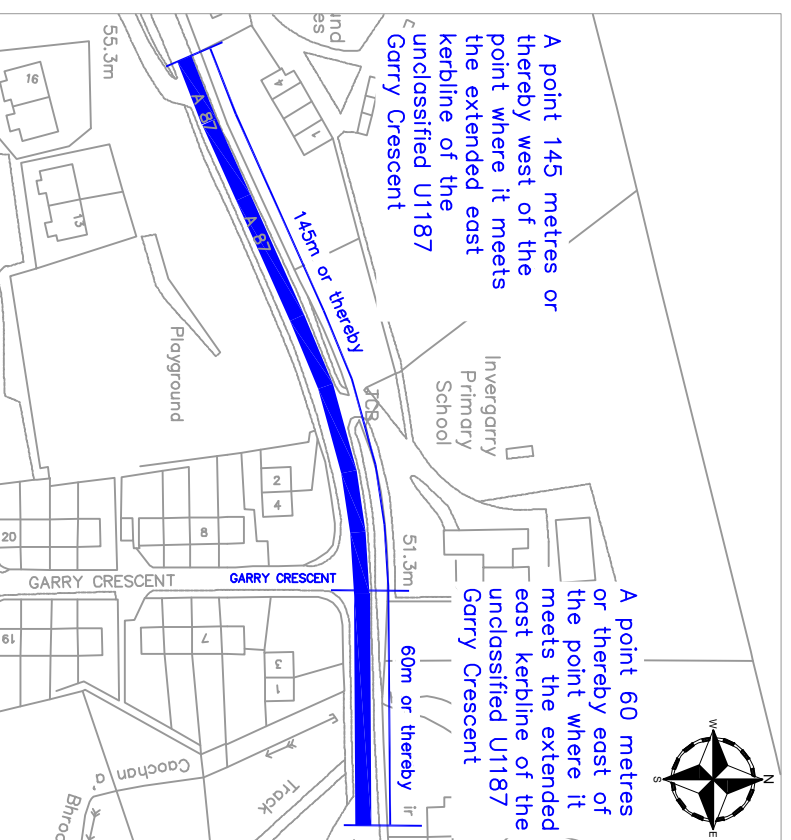 A point 145 metres or
thereby west of the
point where it meets
the extended east
kerbline of the
unclassified U1187
Garry Crescent
A point 60 metres
or thereby east of
the point where it
meets the extended
east kerbline of the
unclassified U1187
Garry Crescent
145m or thereby
60m or thereby
A 87
A 87
GARRY CRESCENT
GARRY CRESCENT
Invergarry
Primary
School
Playground
TCB
55.3m
51.3m
16
13
4
1
2
4
8
20
19
7
3
1
Caochan
a'
Track
N
E
S
W